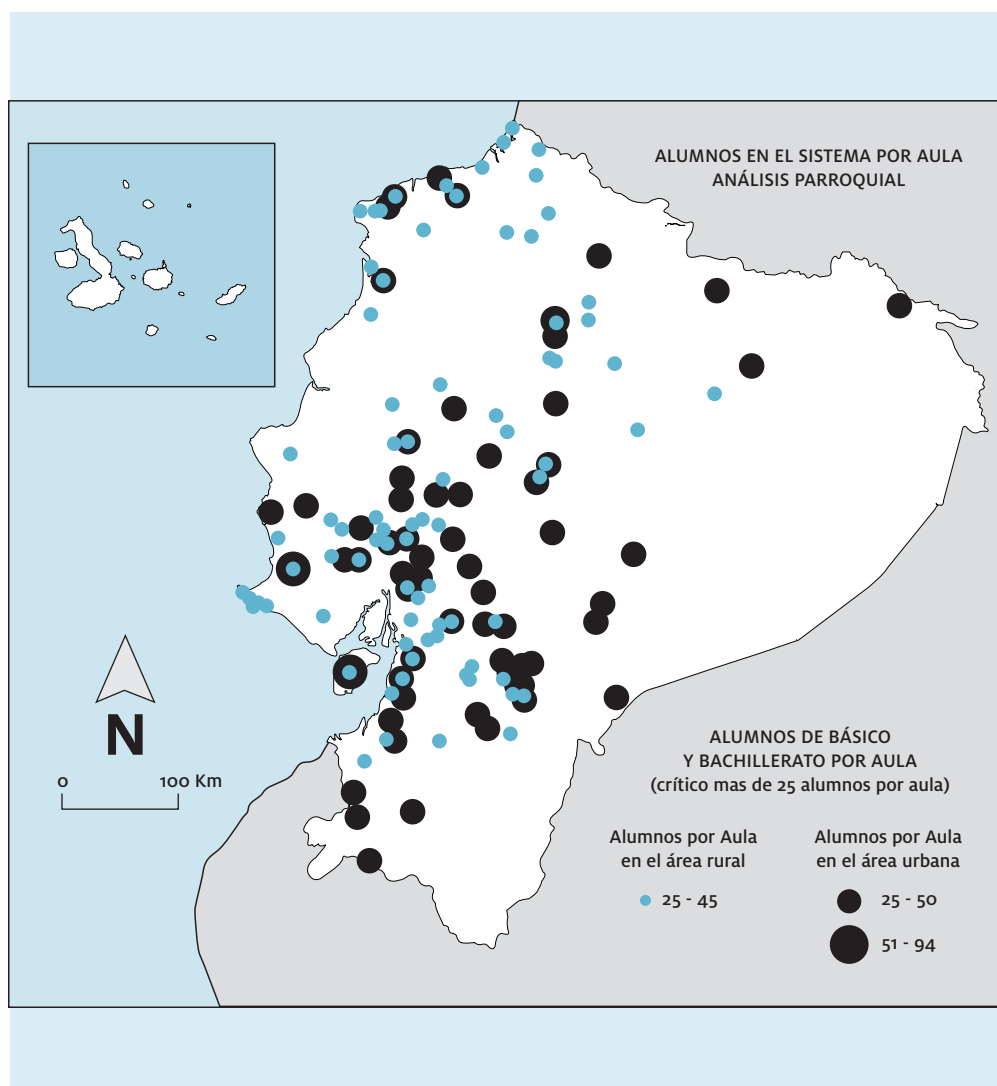 ALUMNOS EN EL SISTEMA POR AULA
ANÁLISIS PARROQUIAL
N
0 100 Km
ALUMNOS DE BÁSICO
Y BACHILLERATO POR AULA
(crítico mas de 25 alumnos por aula)
Alumnos por Aula
en el área rural
25 - 45
Alumnos por Aula
en el área urbana
25 - 50
51 - 94